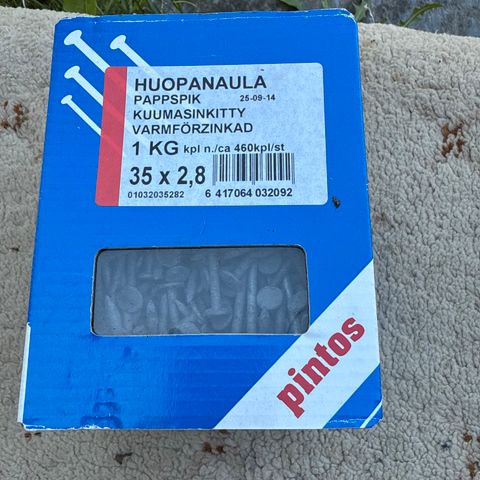 HUOPANAULA
PAPPSPIK 25-09-14
KUUMASINKITTY
VARMFÖRZINKAD
1 KG kpl n./ca 460kpl/st
35 x 2,8
01032035282 6 417064 032092
pintos